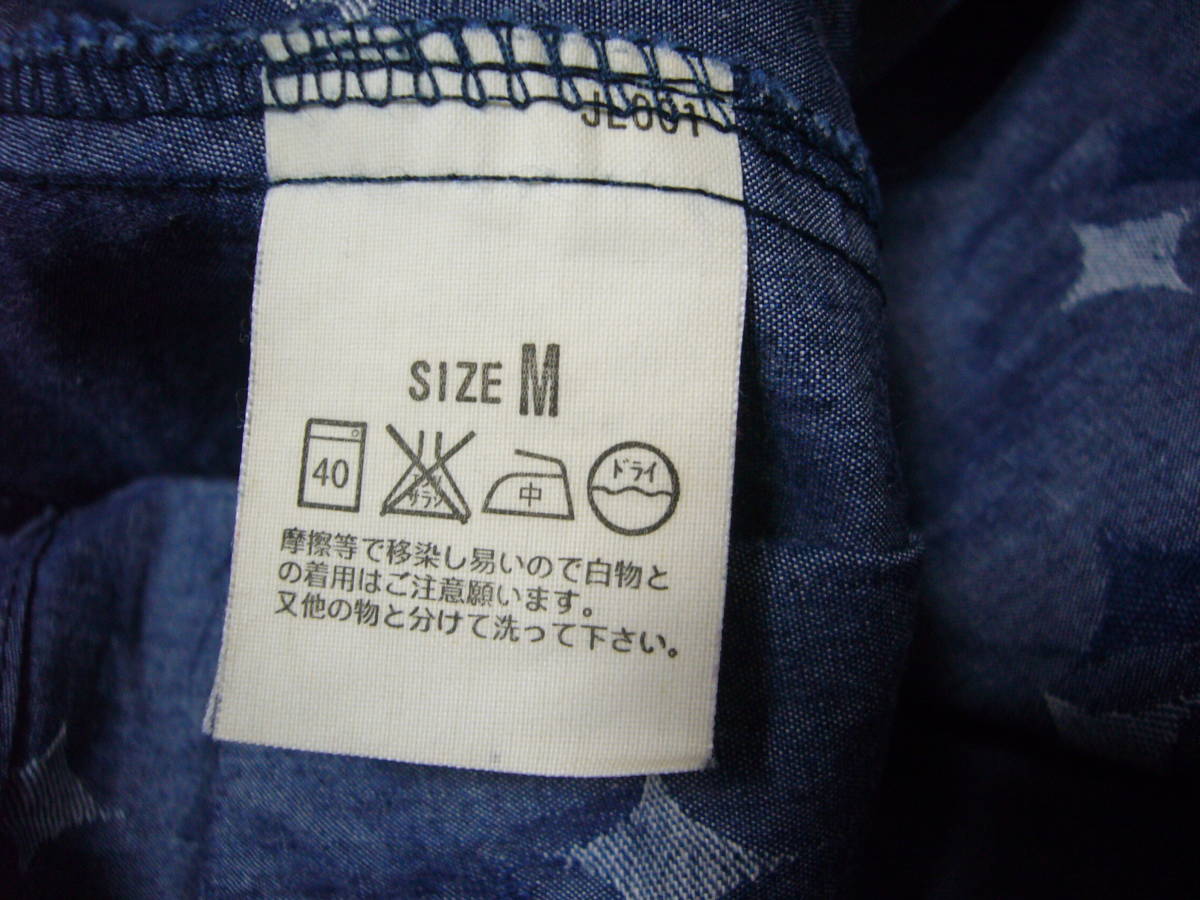 JL001
SIZE M
40
中
ドライ
摩擦等で移染し易いので白物と
の着用はご注意願います。
又他の物と分けて洗って下さい。